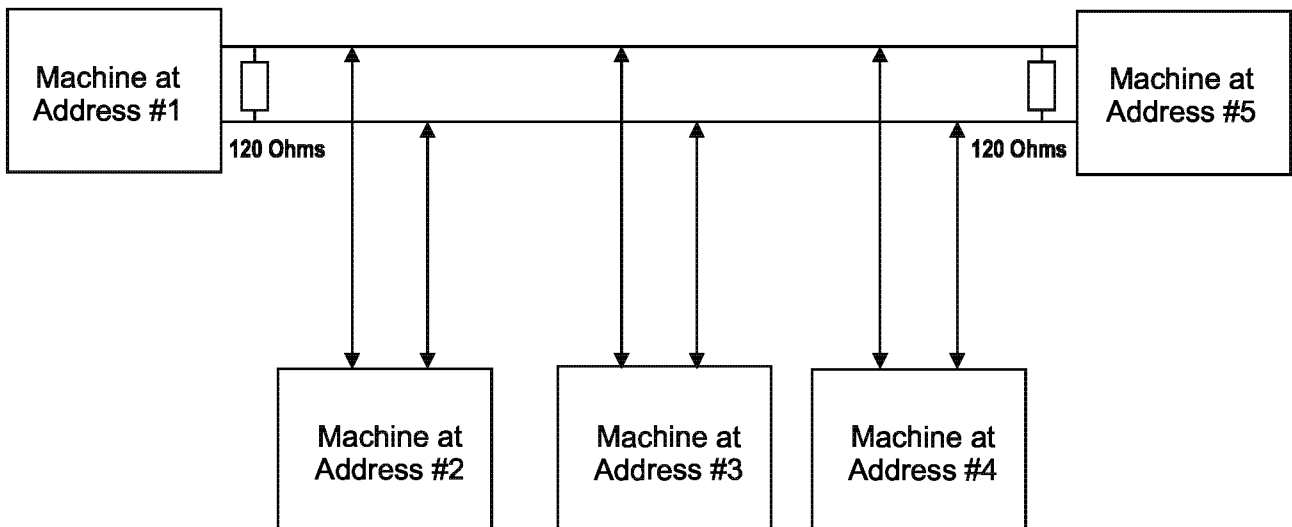 Machine at
Address #1
120 Ohms
120 Ohms
Machine at
Address #5
Machine at
Address #2
Machine at
Address #3
Machine at
Address #4